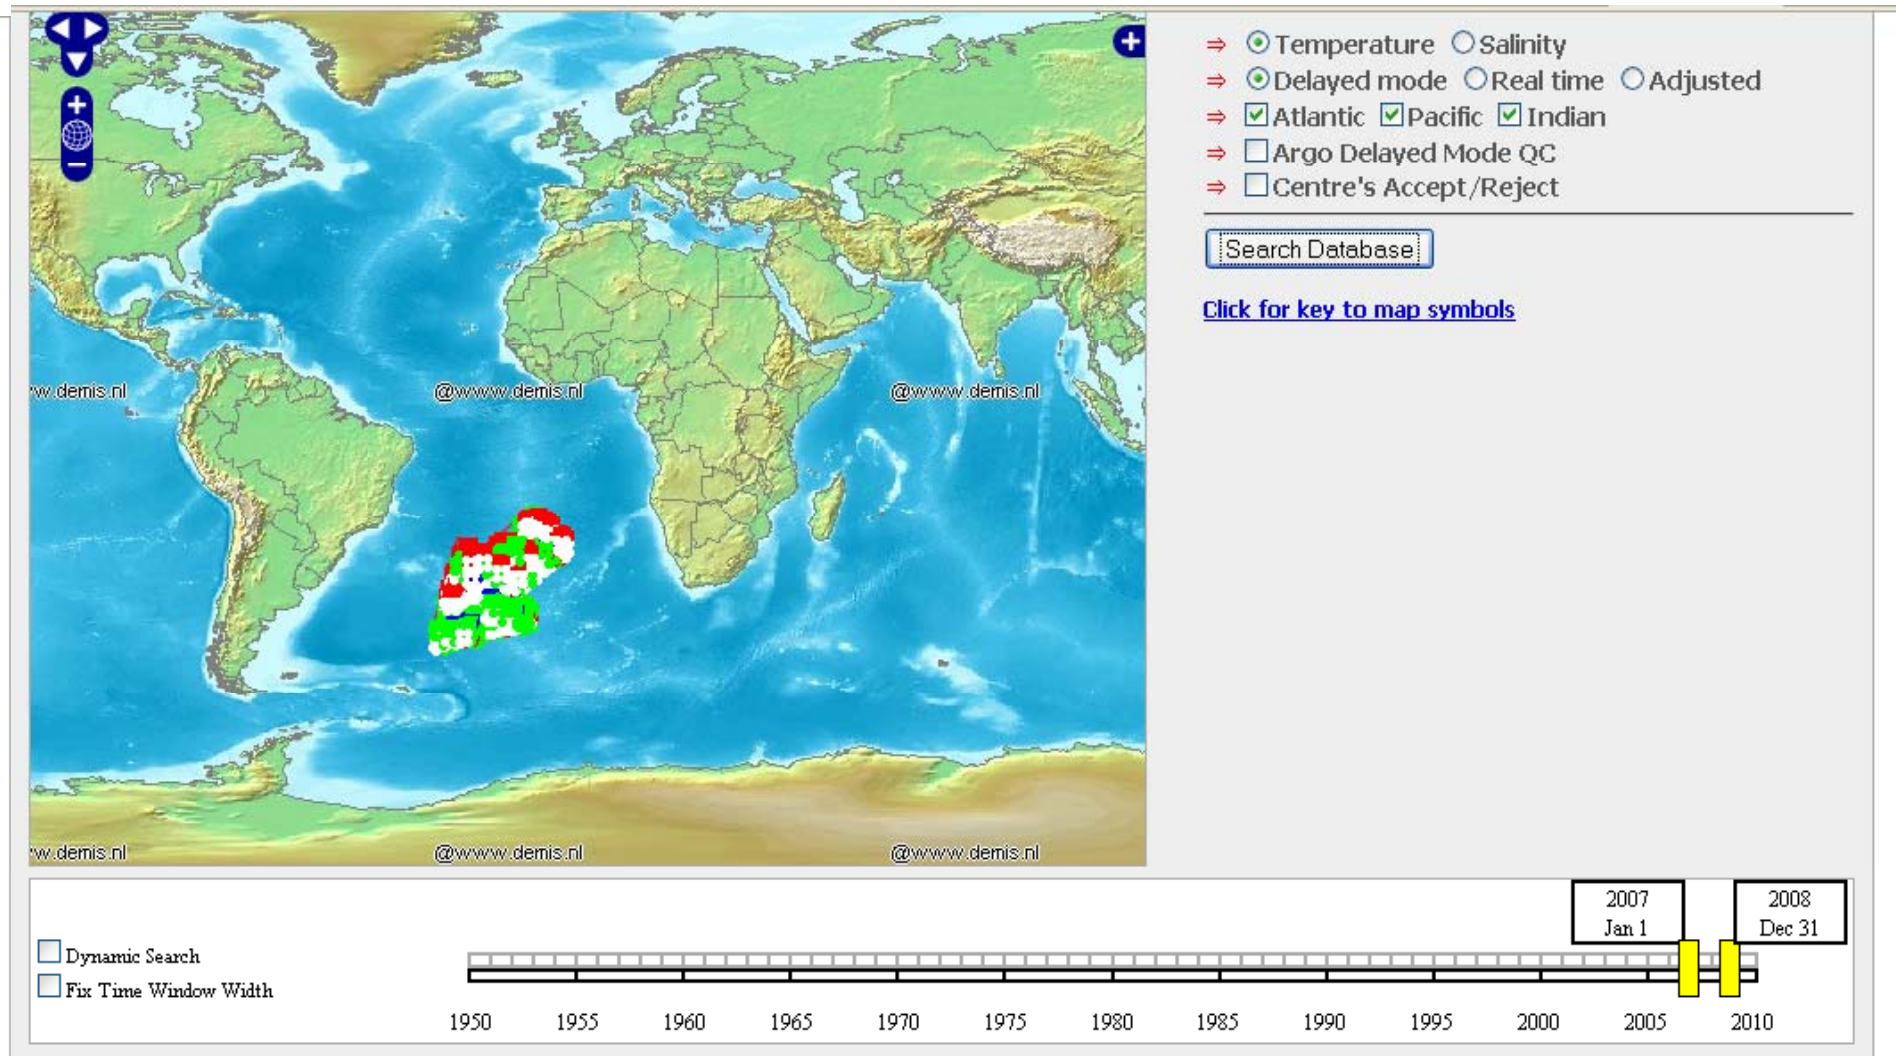 Temperature Salinity
Delayed mode Real time Adjusted
Atlantic Pacific Indian
Argo Delayed Mode QC
Centre's Accept/Reject
Search Database
Click for key to map symbols
w.demis.nl @www.demis.nl @www.demis.nl
w.demis.nl @www.demis.nl @www.demis.nl
2007 2008
Jan 1 Dec 31
Dynamic Search
Fix Time Window Width
1950 1955 1960 1965 1970 1975 1980 1985 1990 1995 2000 2005 2010